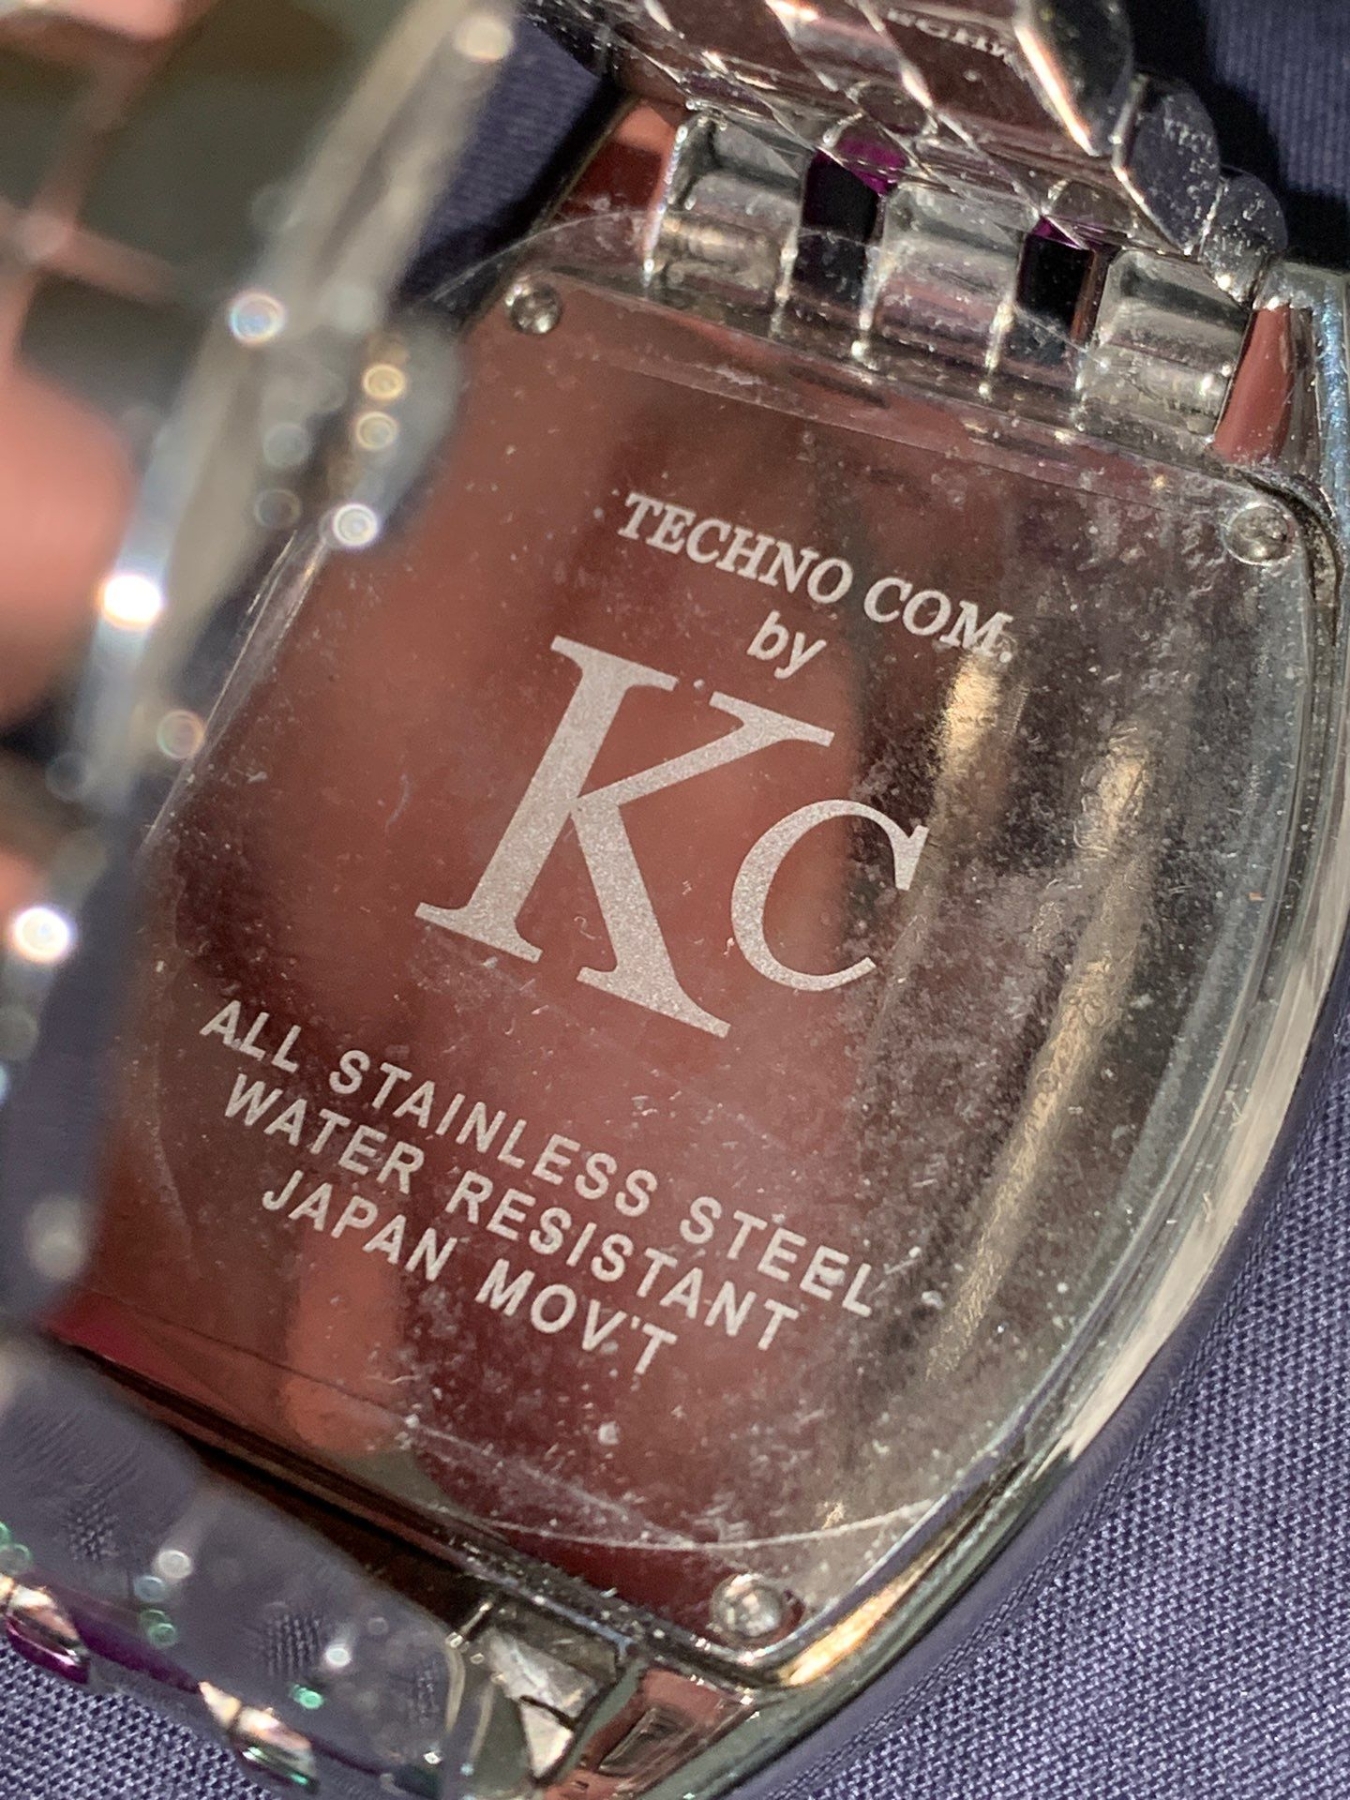 TECHNO COM.
by
Kc
ALL STAINLESS STEEL
WATER RESISTANT
JAPAN MOV'T